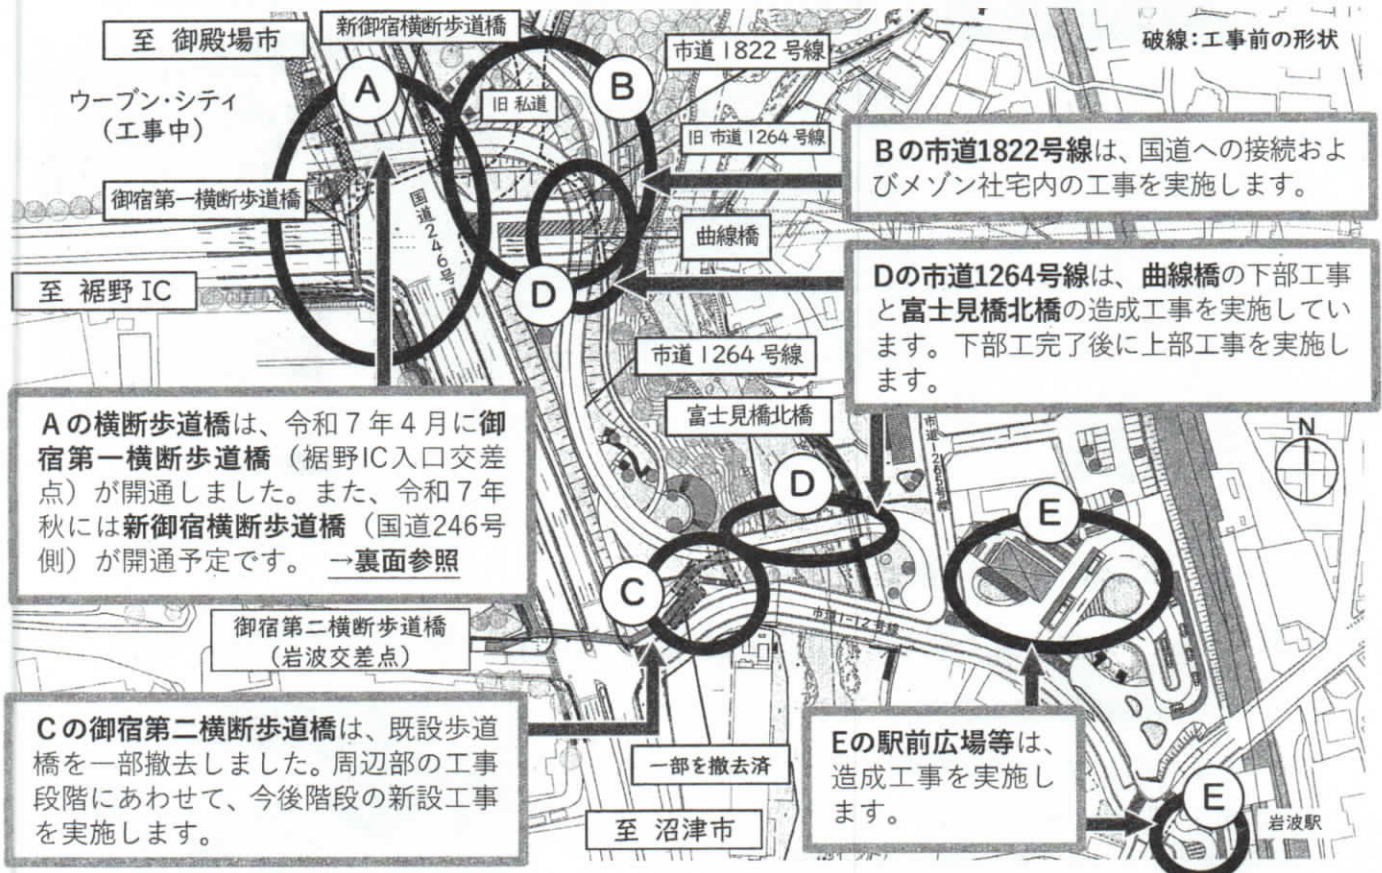 新御宿横断歩道橋
至 御殿場市
市道1822号線
破線:工事前の形状
A
B
ウーブン・シティ
(工事中)
旧 私道
旧 市道1264号線
Bの市道1822号線は、国道への接続およ
びメゾン社宅内の工事を実施します。
御宿第一横断歩道橋
国道246号
曲線橋
至 裾野IC
D
Dの市道1264号線は、曲線橋の下部工事
と富士見橋北橋の造成工事を実施してい
ます。下部工完了後に上部工事を実施し
ます。
市道1264号線
富士見橋北橋
Aの横断歩道橋は、令和7年4月に御
宿第一横断歩道橋(裾野IC入口交差
点)が開通しました。また、令和7年
秋には新御宿横断歩道橋(国道246号
側)が開通予定です。 →裏面参照
N
D
E
C
市道1-12号線
御宿第二横断歩道橋
(岩波交差点)
Cの御宿第二横断歩道橋は、既設歩道
橋を一部撤去しました。周辺部の工事
段階にあわせて、今後階段の新設工事
を実施します。
一部を撤去済
至 沼津市
Eの駅前広場等は、
造成工事を実施し
ます。
E
岩波駅